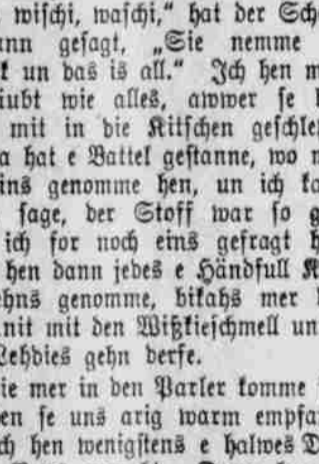 wischi, waschi,“ hat der Sch
ann gesagt, „Sie nemme
t un das is all.“ Ich hen m
aubt wie alles, awwer se h
mit in die Kitschen geschle
a hat e Battel gestanne, wo m
ins genomme hen, un ich ka
sage, der Stoff war so g
ich for noch eins gefragt h
hen dann jedes e Händfull K
ehns genomme, bikahs mer
nit mit den Wißkieschmell un
Lehdies gehn derfe.
ie mer in den Parler komme
en se uns arig warm empfa
ch hen wenigstens e halwes D